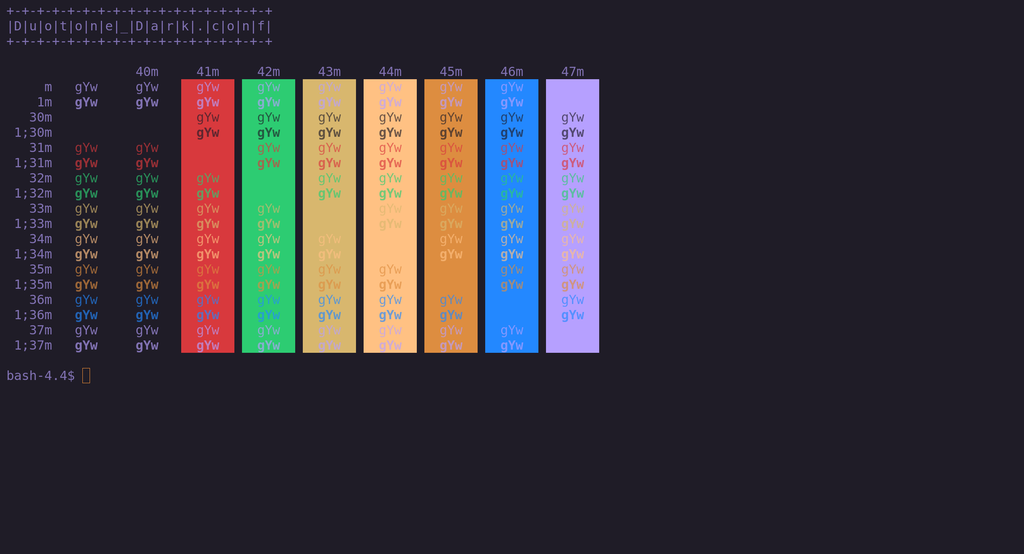 +-+-+-+-+-+-+-+-+-+-+-+-+-+-+-+-+-+
|D|u|o|t|o|n|e|_|D|a|r|k|.|c|o|n|f|
+-+-+-+-+-+-+-+-+-+-+-+-+-+-+-+-+-+
40m 41m 42m 43m 44m 45m 46m 47m
m gYw gYw gYw gYw gYw gYw gYw gYw
1m gYw gYw gYw gYw gYw gYw gYw gYw
30m gYw gYw gYw gYw gYw gYw gYw
1;30m gYw gYw gYw gYw gYw gYw gYw
31m gYw gYw gYw gYw gYw gYw gYw gYw
1;31m gYw gYw gYw gYw gYw gYw gYw gYw
32m gYw gYw gYw gYw gYw gYw gYw gYw
1;32m gYw gYw gYw gYw gYw gYw gYw gYw
33m gYw gYw gYw gYw gYw gYw gYw gYw
1;33m gYw gYw gYw gYw gYw gYw gYw gYw
34m gYw gYw gYw gYw gYw gYw gYw gYw
1;34m gYw gYw gYw gYw gYw gYw gYw gYw
35m gYw gYw gYw gYw gYw gYw gYw gYw
1;35m gYw gYw gYw gYw gYw gYw gYw gYw
36m gYw gYw gYw gYw gYw gYw gYw gYw
1;36m gYw gYw gYw gYw gYw gYw gYw gYw
37m gYw gYw gYw gYw gYw gYw gYw gYw
1;37m gYw gYw gYw gYw gYw gYw gYw gYw
bash-4.4$